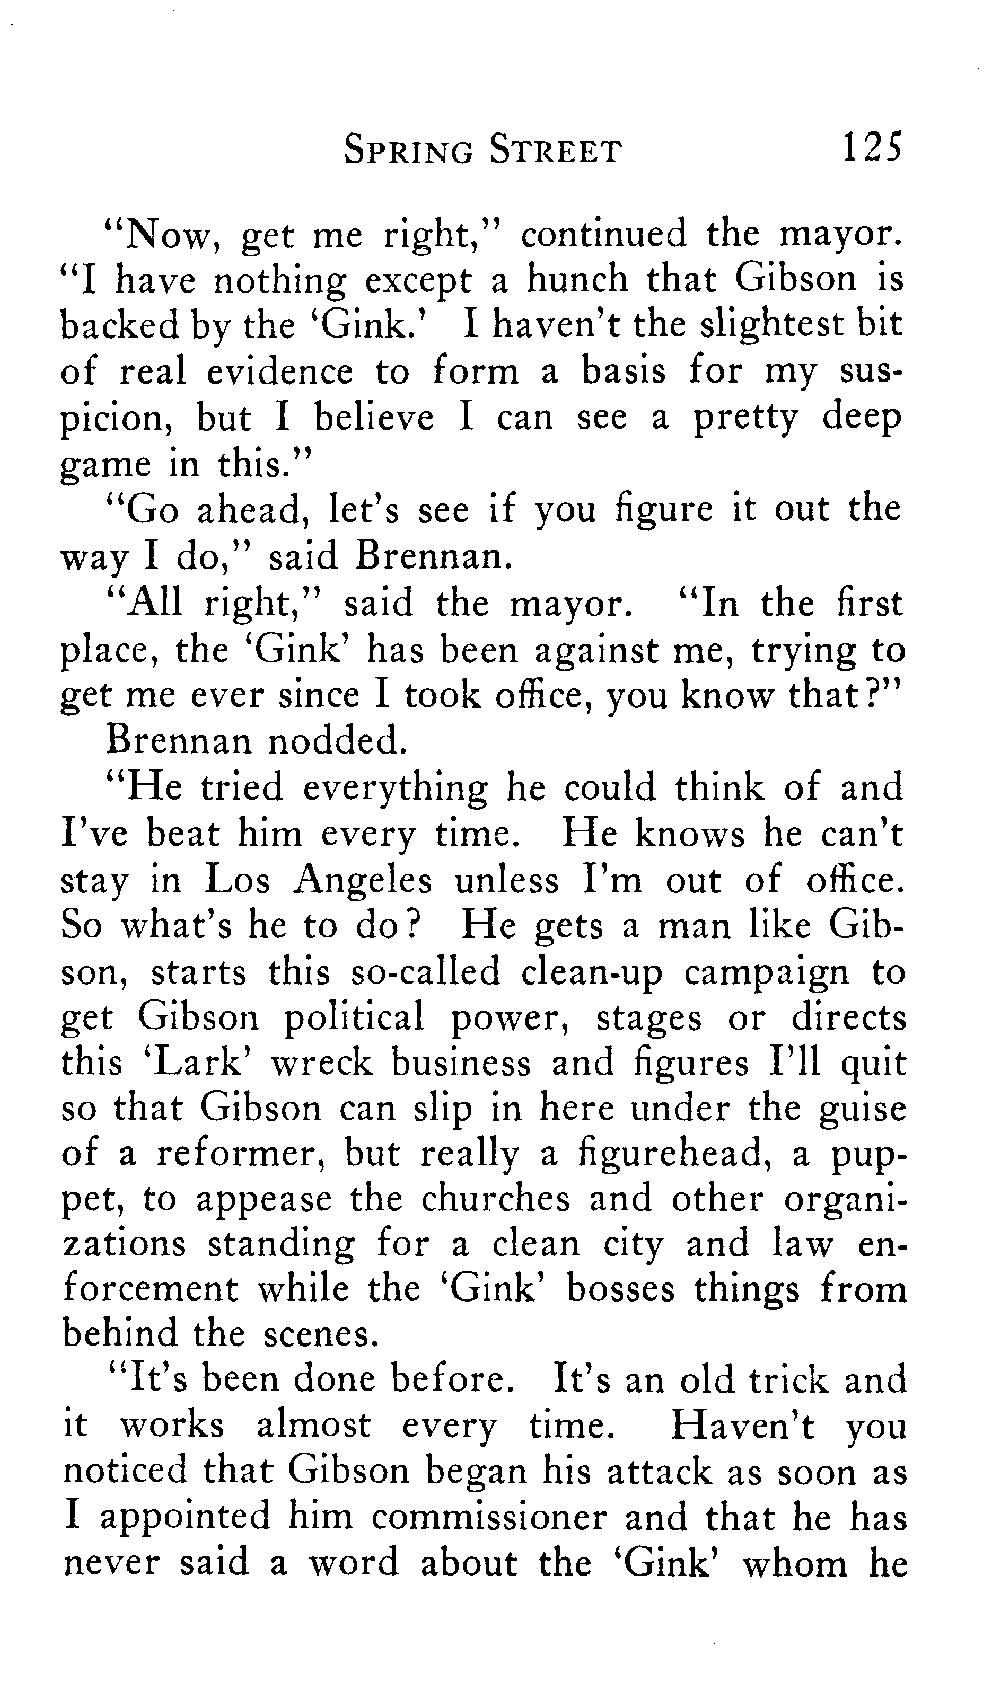 SPRING STREET 125
"Now, get me right," continued the mayor.
"I have nothing except a hunch that Gibson is
backed by the 'Gink.' I haven't the slightest bit
of real evidence to form a basis for my sus-
picion, but I believe I can see a pretty deep
game in this."
"Go ahead, let's see if you figure it out the
way I do," said Brennan.
"All right," said the mayor. "In the first
place, the 'Gink' has been against me, trying to
get me ever since I took office, you know that?"
Brennan nodded.
"He tried everything he could think of and
I've beat him every time. He knows he can't
stay in Los Angeles unless I'm out of office.
So what's he to do? He gets a man like Gib-
son, starts this so-called clean-up campaign to
get Gibson political power, stages or directs
this 'Lark' wreck business and figures I'll quit
so that Gibson can slip in here under the guise
of a reformer, but really a figurehead, a pup-
pet, to appease the churches and other organi-
zations standing for a clean city and law en-
forcement while the 'Gink' bosses things from
behind the scenes.
"It's been done before. It's an old trick and
it works almost every time. Haven't you
noticed that Gibson began his attack as soon as
I appointed him commissioner and that he has
never said a word about the 'Gink' whom he